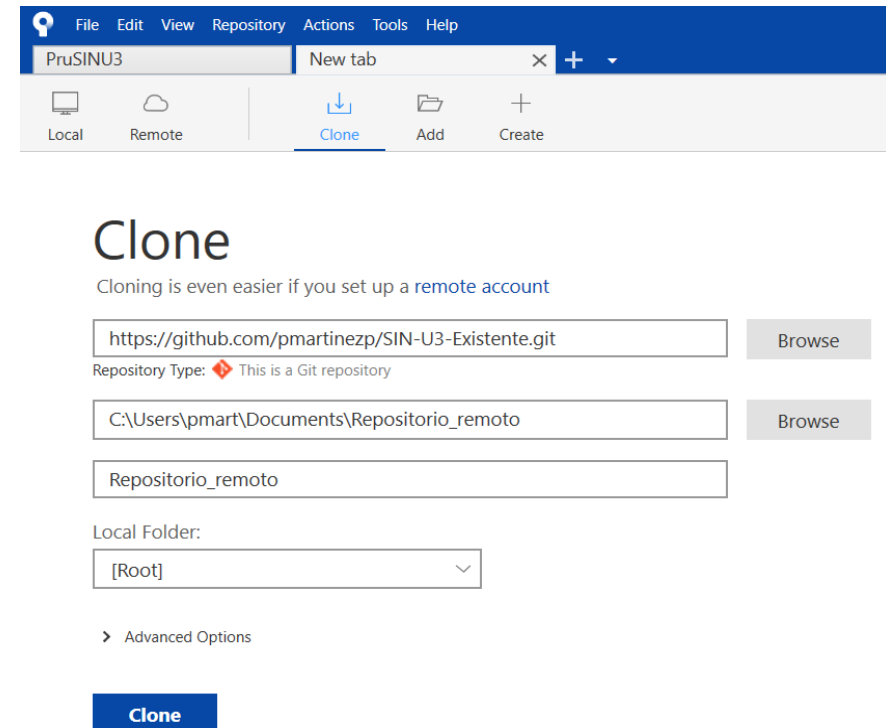 File Edit View Repository Actions Tools Help
PruSINU3 New tab
Local Remote Clone Add Create
Clone
Cloning is even easier if you set up a remote account
https://github.com/pmartinezp/SIN-U3-Existente.git Browse
Repository Type: This is a Git repository
C:\Users\pmart\Documents\Repositorio_remoto Browse
Repositorio_remoto
Local Folder:
[Root]
Advanced Options
Clone